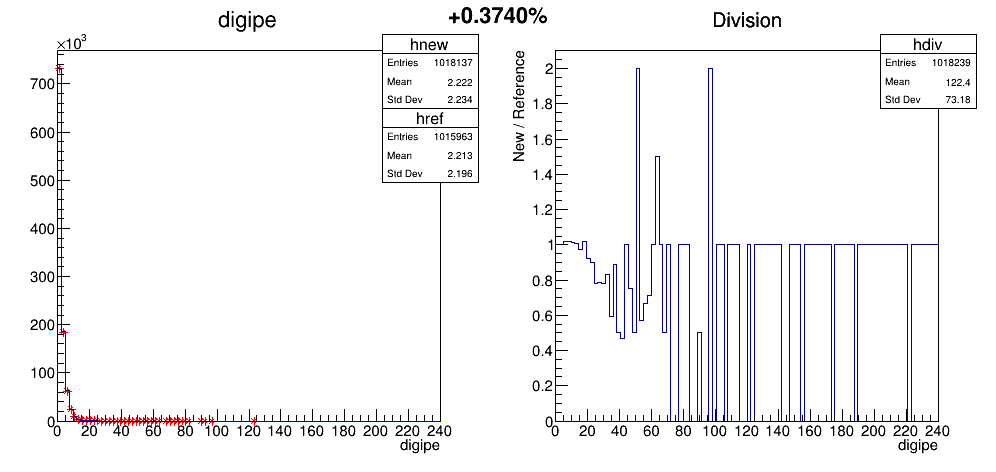 +0.3740%
digipe
×10³
700
600
500
400
300
200
100
0
0 20 40 60 80 100 120 140 160 180 200 220 240
digipe
hnew
Entries 1018137
Mean 2.222
Std Dev 2.234
href
Entries 1015963
Mean 2.213
Std Dev 2.196
Division
New / Reference
2
1.8
1.6
1.4
1.2
1
0.8
0.6
0.4
0.2
0
0 20 40 60 80 100 120 140 160 180 200 220 240
digipe
hdiv
Entries 1018239
Mean 122.4
Std Dev 73.18